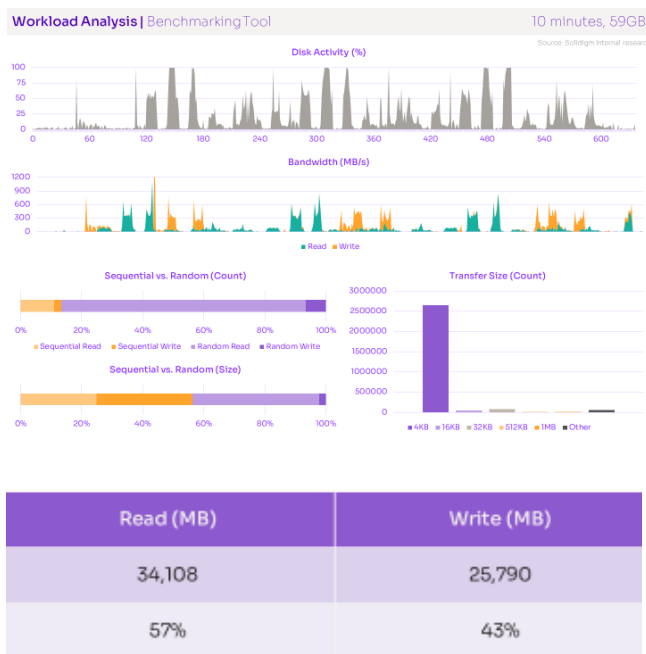 Workload Analysis | Benchmarking Tool 10 minutes, 59GB
Source: Solidigm internal researc
Disk Activity (%)
100
75
50
25
0
0 60 120 180 240 300 360 420 480 540 600
Bandwidth (MB/s)
1200
900
600
300
0
Read Write
Sequential vs. Random (Count)
0% 20% 40% 60% 80% 100%
Sequential Read Sequential Write Random Read Random Write
Sequential vs. Random (Size)
0% 20% 40% 60% 80% 100%
Transfer Size (Count)
3000000
2500000
2000000
1500000
1000000
500000
0
4KB 16KB 32KB 512KB 1MB Other
Read (MB) Write (MB)
34,108 25,790
57% 43%